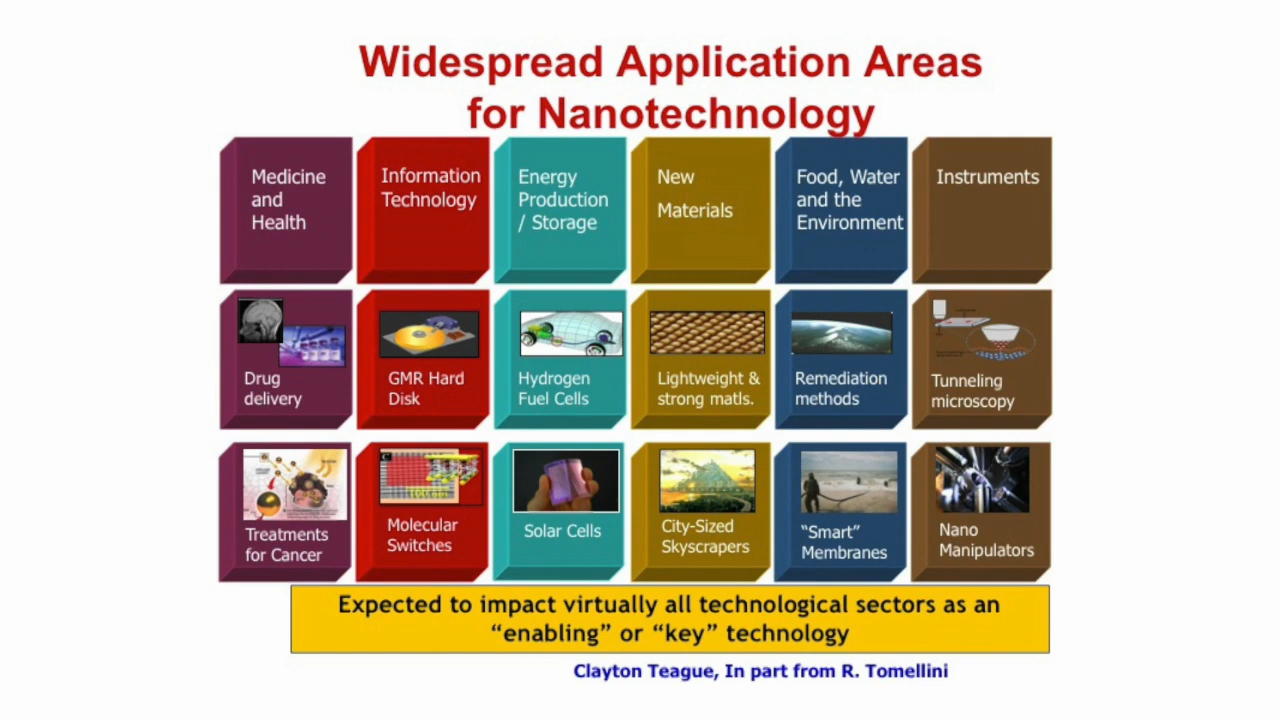 Widespread Application Areas
for Nanotechnology
Medicine
and
Health
Information
Technology
Energy
Production
/ Storage
New
Materials
Food, Water
and the
Environment
Instruments
Drug
delivery
GMR Hard
Disk
Hydrogen
Fuel Cells
Lightweight &
strong matls.
Remediation
methods
Tunneling
microscopy
Treatments
for Cancer
Molecular
Switches
Solar Cells
City-Sized
Skyscrapers
“Smart”
Membranes
Nano
Manipulators
Expected to impact virtually all technological sectors as an
“enabling” or “key” technology
Clayton Teague, In part from R. Tomellini